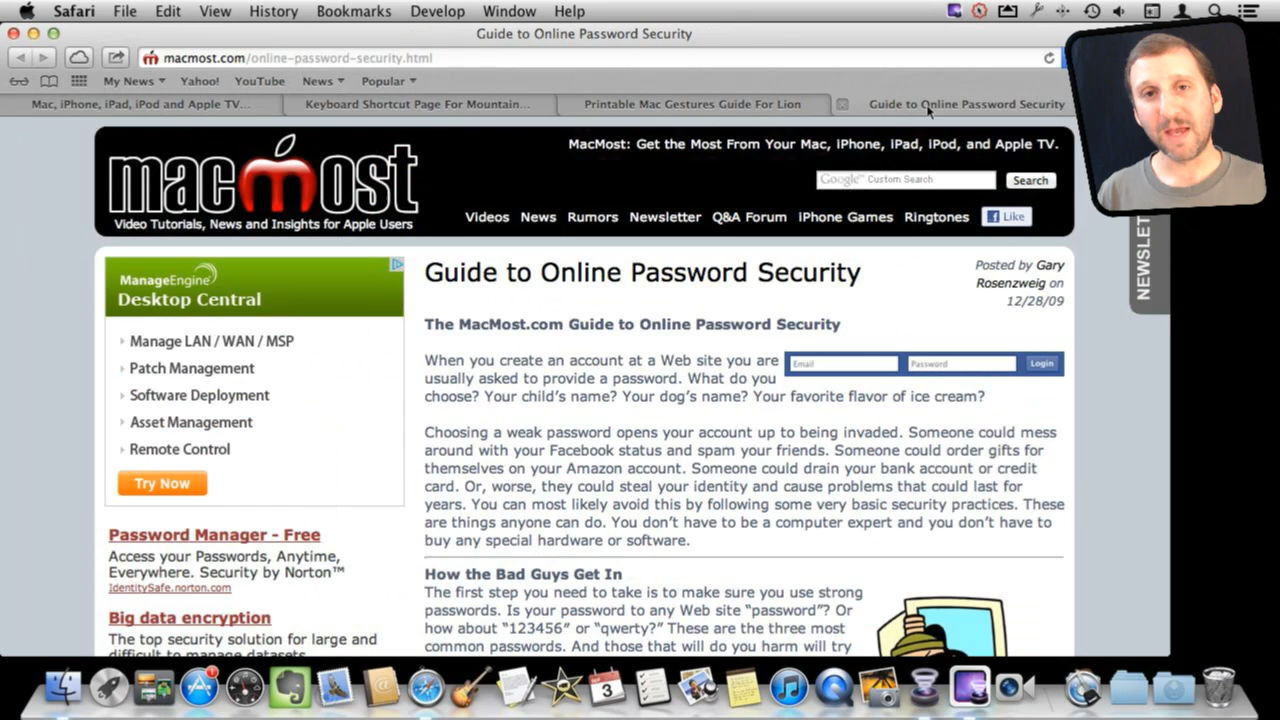 Safari File Edit View History Bookmarks Develop Window Help
Guide to Online Password Security
macmost.com/online-password-security.html
My News Yahoo! YouTube News Popular
Mac, iPhone, iPad, iPod and Apple TV...
Keyboard Shortcut Page For Mountain...
Printable Mac Gestures Guide For Lion
Guide to Online Password Security
macmost
Video Tutorials, News and Insights for Apple Users
MacMost: Get the Most From Your Mac, iPhone, iPad, iPod, and Apple TV.
Google™ Custom Search
Search
Videos News Rumors Newsletter Q&A Forum iPhone Games Ringtones Like
NEWSLET
ManageEngine
Desktop Central
Manage LAN / WAN / MSP
Patch Management
Software Deployment
Asset Management
Remote Control
Try Now
Password Manager - Free
Access your Passwords, Anytime,
Everywhere. Security by Norton™
IdentitySafe.norton.com
Big data encryption
The top security solution for large and
difficult to manage datasets.
Guide to Online Password Security
Posted by Gary
Rosenzweig on
12/28/09
The MacMost.com Guide to Online Password Security
When you create an account at a Web site you are
usually asked to provide a password. What do you
choose? Your child's name? Your dog's name? Your favorite flavor of ice cream?
Email Password Login
Choosing a weak password opens your account up to being invaded. Someone could mess
around with your Facebook status and spam your friends. Someone could order gifts for
themselves on your Amazon account. Someone could drain your bank account or credit
card. Or, worse, they could steal your identity and cause problems that could last for
years. You can most likely avoid this by following some very basic security practices. These
are things anyone can do. You don't have to be a computer expert and you don't have to
buy any special hardware or software.
How the Bad Guys Get In
The first step you need to take is to make sure you use strong
passwords. Is your password to any Web site "password"? Or
how about "123456" or "qwerty?" These are the three most
common passwords. And those that will do you harm will try
1
3